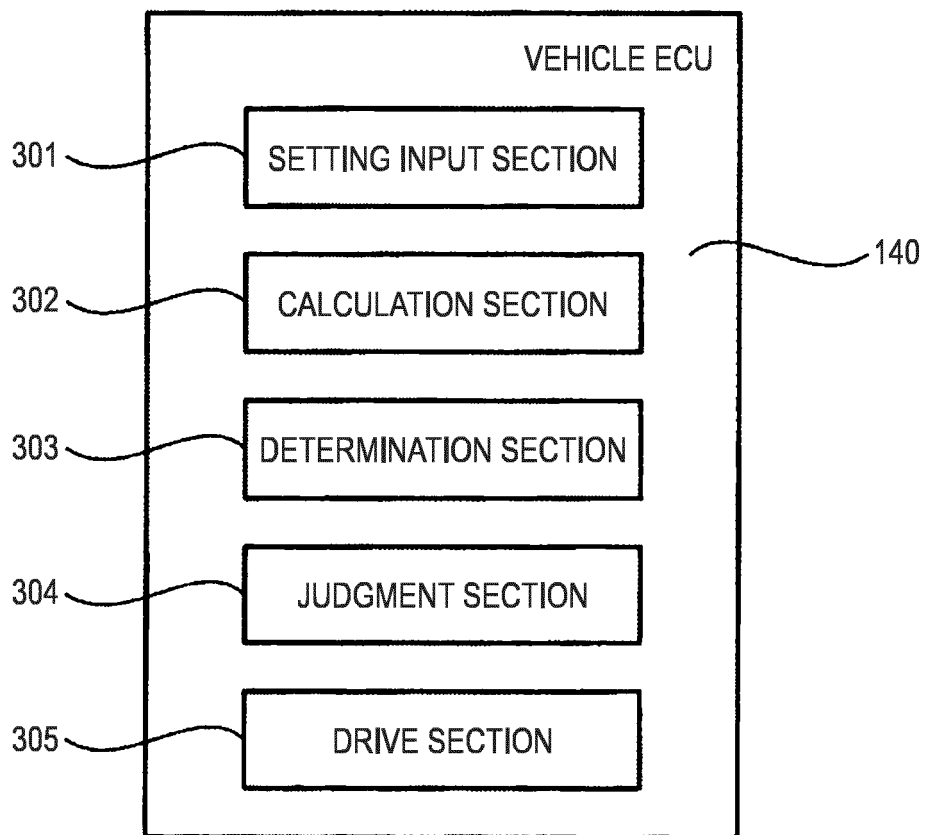 VEHICLE ECU
301
SETTING INPUT SECTION
140
302
CALCULATION SECTION
303
DETERMINATION SECTION
304
JUDGMENT SECTION
305
DRIVE SECTION